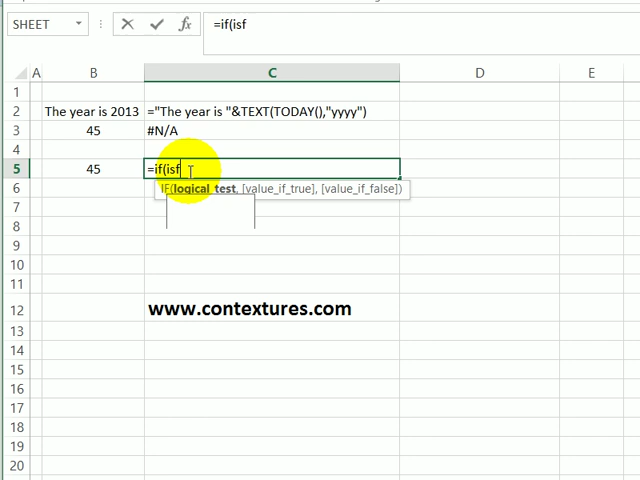 SHEET
=if(isf
A B C D E
1
2 The year is 2013 ="The year is "&TEXT(TODAY(),"yyyy")
3 45 #N/A
4
5 45 =if(isf
6 IF(logical_test, [value_if_true], [value_if_false])
7
8
9
10
11
12 www.contextures.com
13
14
15
16
17
18
19
20